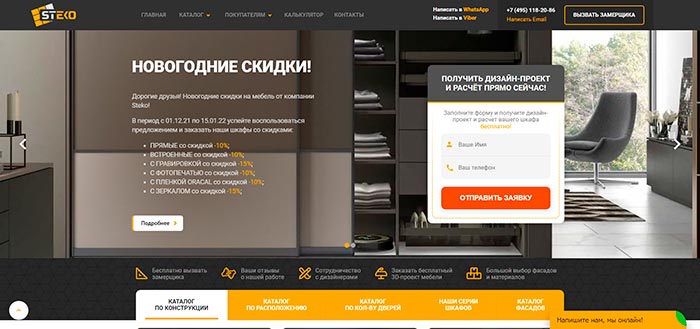 STEKO
ГЛАВНАЯ
КАТАЛОГ
ПОКУПАТЕЛЯМ
КАЛЬКУЛЯТОР
КОНТАКТЫ
Написать в WhatsApp
Написать в Viber
+7 (495) 118-20-86
Написать Email
ВЫЗВАТЬ ЗАМЕРЩИКА
НОВОГОДНИЕ СКИДКИ!
Дорогие друзья! Новогодние скидки на мебель от компании
Steko!
В период с 01.12.21 по 15.01.22 успейте воспользоваться
предложением и заказать наши шкафы со скидками:
ПРЯМЫЕ со скидкой -10%;
ВСТРОЕННЫЕ со скидкой -10%;
С ГРАВИРОВКОЙ со скидкой -15%;
С ФОТОПЕЧАТЬЮ со скидкой -10%;
С ПЛЕНКОЙ ORACAL со скидкой -10%;
С ЗЕРКАЛОМ со скидкой -15%;
Подробнее
ПОЛУЧИТЬ ДИЗАЙН-ПРОЕКТ
И РАСЧЁТ ПРЯМО СЕЙЧАС!
Заполните форму и получите дизайн-
проект и расчет вашего шкафа
бесплатно!
Ваше Имя
Ваш телефон
ОТПРАВИТЬ ЗАЯВКУ
Бесплатно вызвать
замерщика
Ваши отзывы
о нашей работе
Сотрудничество
с дизайнерами
Заказать бесплатный
3D-проект мебели
Большой выбор фасадов
и материалов
КАТАЛОГ
ПО КОНСТРУКЦИИ
КАТАЛОГ
ПО РАСПОЛОЖЕНИЮ
КАТАЛОГ
ПО КОЛ-ВУ ДВЕРЕЙ
НАШИ СЕРИИ
ШКАФОВ
КАТАЛОГ
ФАСАДОВ
Напишите нам, мы онлайн!